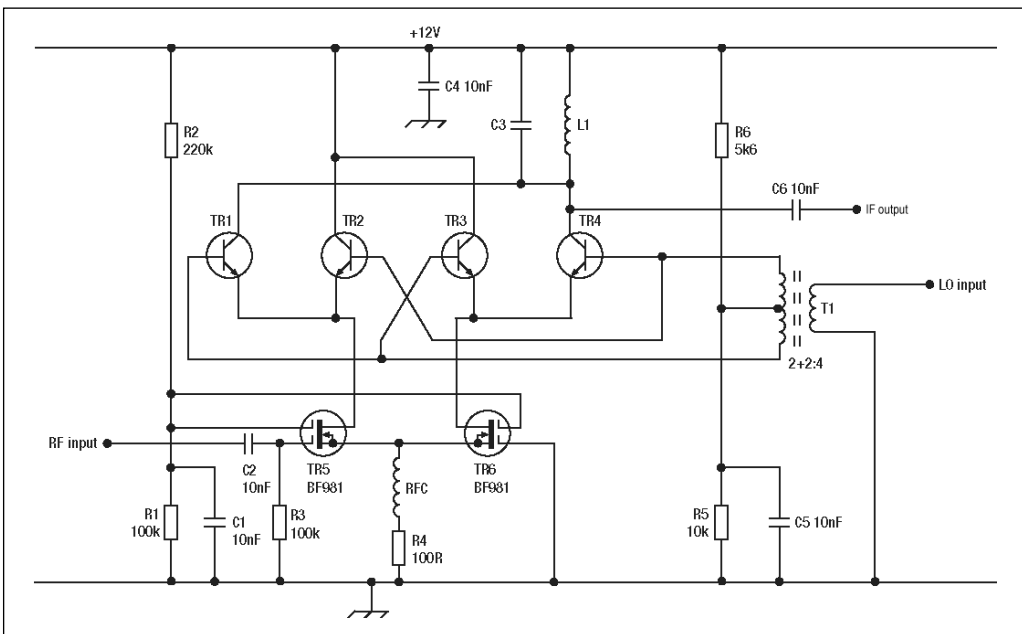 +12V
C4 10nF
R2
220k
C3
L1
R6
5k6
C6 10nF
IF output
TR1
TR2
TR3
TR4
LO input
T1
2+2:4
RF input
C2
10nF
TR5
BF981
TR6
BF981
RFC
R1
100k
C1
10nF
R3
100k
R4
100R
R5
10k
C5 10nF